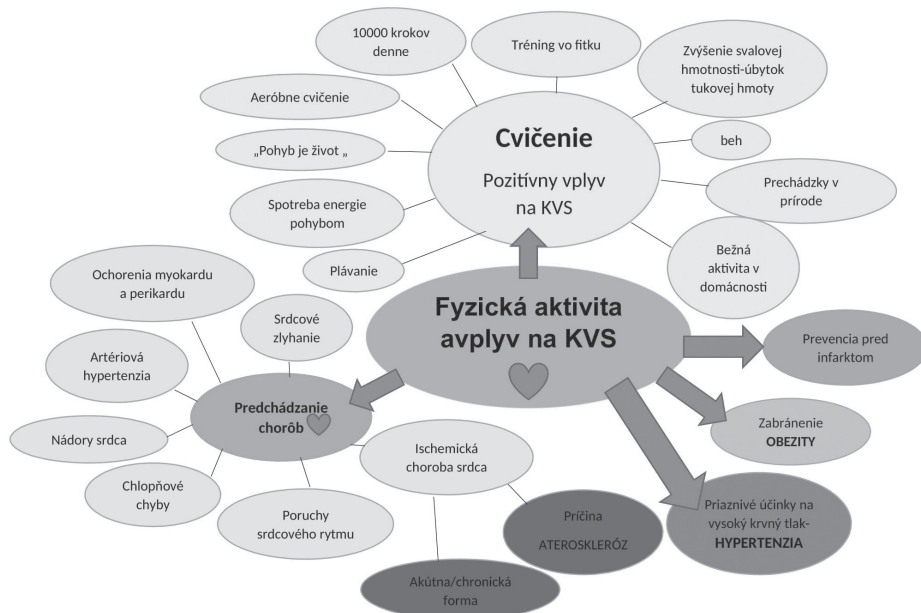 10000 krokov
denne
Tréning vo fitku
Zvýšenie svalovej
hmotnosti-úbytok
tukovej hmoty
Aeróbne cvičenie
Cvičenie
Pozitívny vplyv
na KVS
beh
„Pohyb je život „
Prechádzky v
prírode
Spotreba energie
pohybom
Plávanie
Bežná
aktivita v
domácnosti
Ochorenia myokardu
a perikardu
Fyzická aktivita
avplyv na KVS
Srdcové
zlyhanie
Prevencia pred
infarktom
Artériová
hypertenzia
Predchádzanie
chorôb
Zabránenie
OBEZITY
Nádory srdca
Ischemická
choroba srdca
Chlopňové
chyby
Poruchy
srdcového rytmu
Príčina
ATEROSKLERÓZ
Priaznivé účinky na
vysoký krvný tlak-
HYPERTENZIA
Akútna/chronická
forma